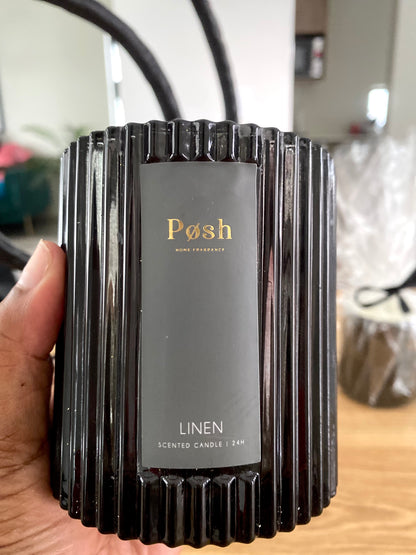 Pøsh
HOME FRAGRANCE
LINEN
SCENTED CANDLE | 24H